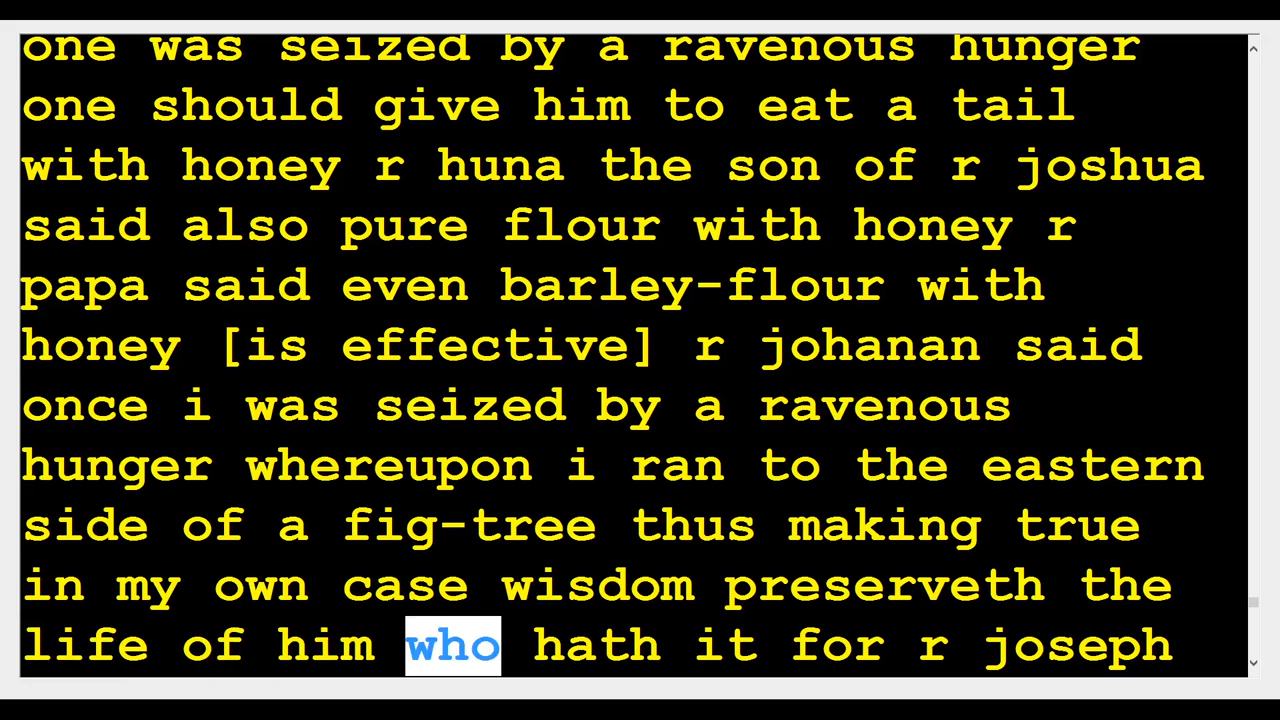 one was seized by a ravenous hunger
one should give him to eat a tail
with honey r huna the son of r joshua
said also pure flour with honey r
papa said even barley-flour with
honey [is effective] r johanan said
once i was seized by a ravenous
hunger whereupon i ran to the eastern
side of a fig-tree thus making true
in my own case wisdom preserveth the
life of him who hath it for r joseph